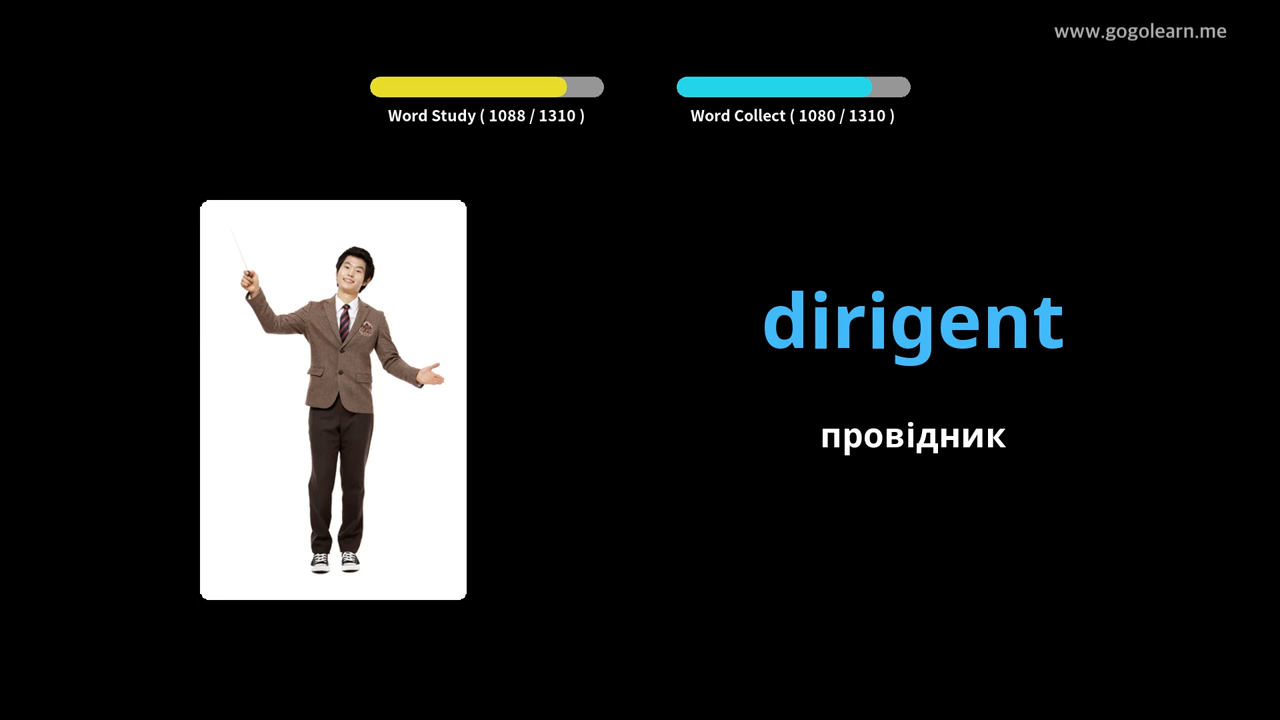 www.gogolearn.me
Word Study ( 1088 / 1310 )
Word Collect ( 1080 / 1310 )
dirigent
провідник